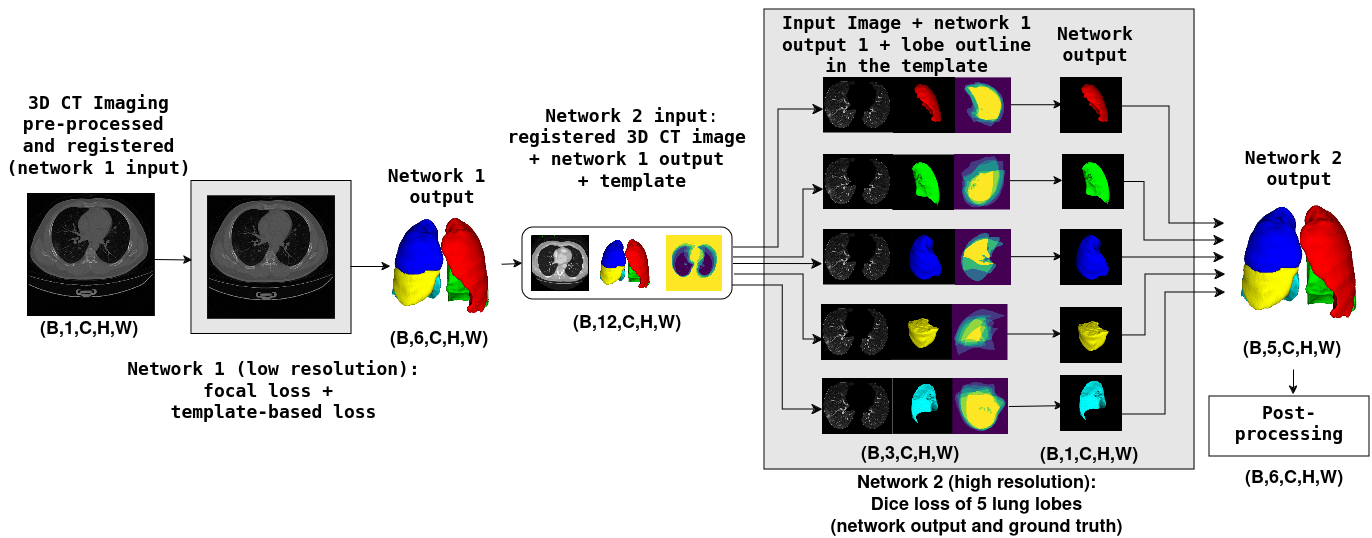 3D CT Imaging
pre-processed
and registered
(network 1 input)
(B,1,C,H,W)
Network 1 (low resolution):
focal loss +
template-based loss
Network 1
output
(B,6,C,H,W)
Network 2 input:
registered 3D CT image
+ network 1 output
+ template
(B,12,C,H,W)
Input Image + network 1
output 1 + lobe outline
in the template
Network
output
(B,3,C,H,W)
(B,1,C,H,W)
Network 2 (high resolution):
Dice loss of 5 lung lobes
(network output and ground truth)
Network 2
output
(B,5,C,H,W)
Post-
processing
(B,6,C,H,W)